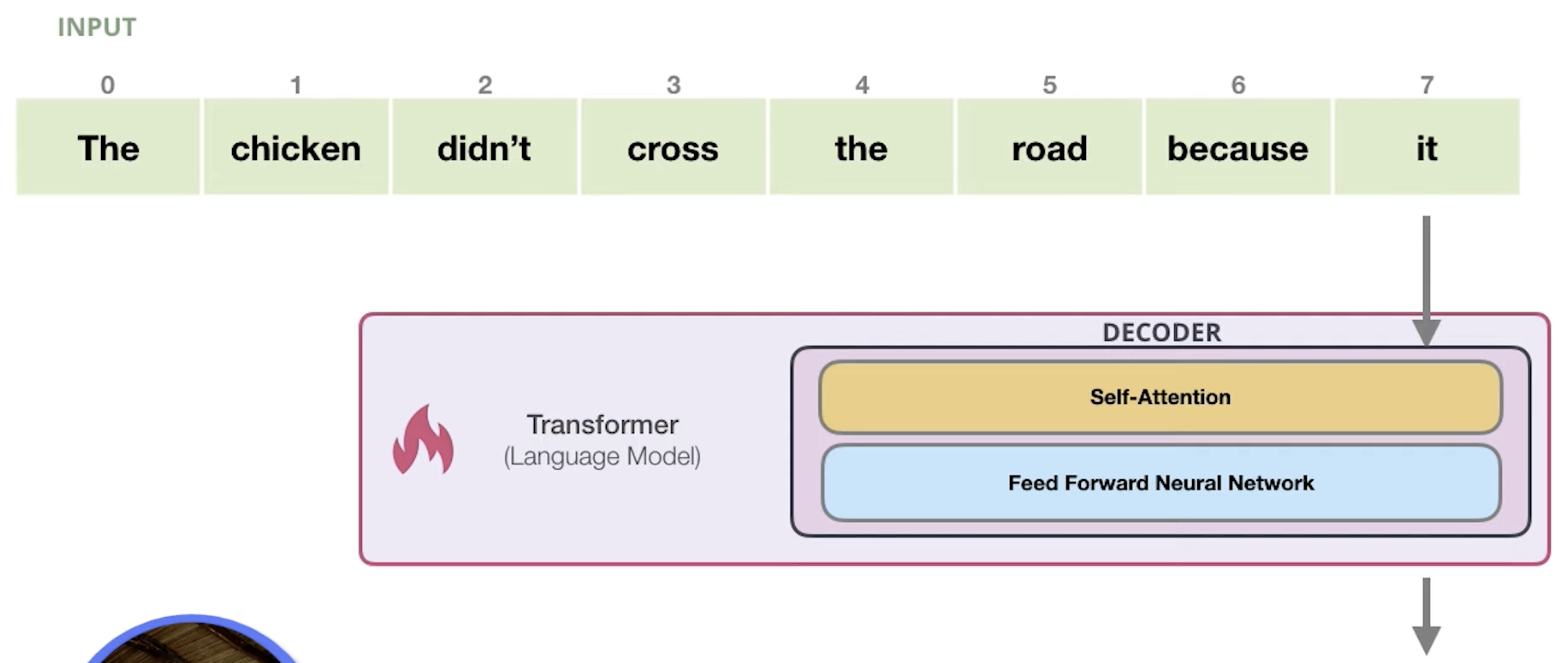 INPUT
0 1 2 3 4 5 6 7
The chicken didn’t cross the road because it
DECODER
Self-Attention
Transformer
(Language Model)
Feed Forward Neural Network